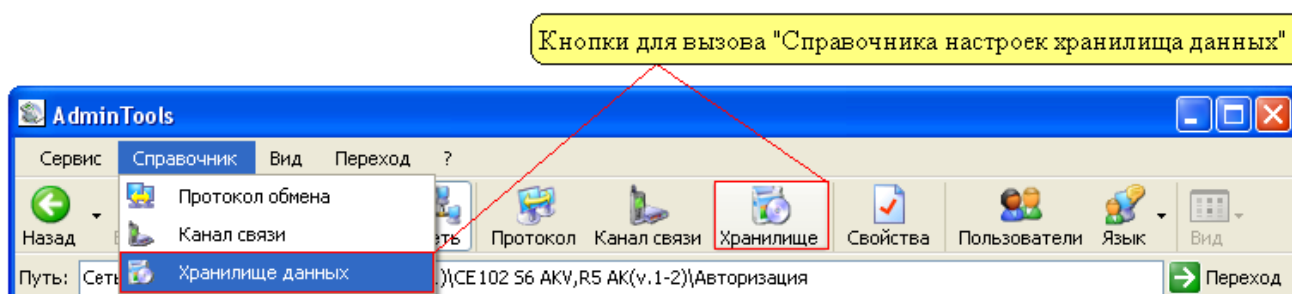 Кнопки для вызова "Справочника настроек хранилища данных"
AdminTools
Сервис Справочник Вид Переход ?
Протокол обмена
Канал связи
Хранилище данных
Назад Протокол Канал связи Хранилище Свойства Пользователи Язык Вид
Путь: Сеть .)\CE102 S6 AKV,R5 AK(v.1-2)\Авторизация Переход